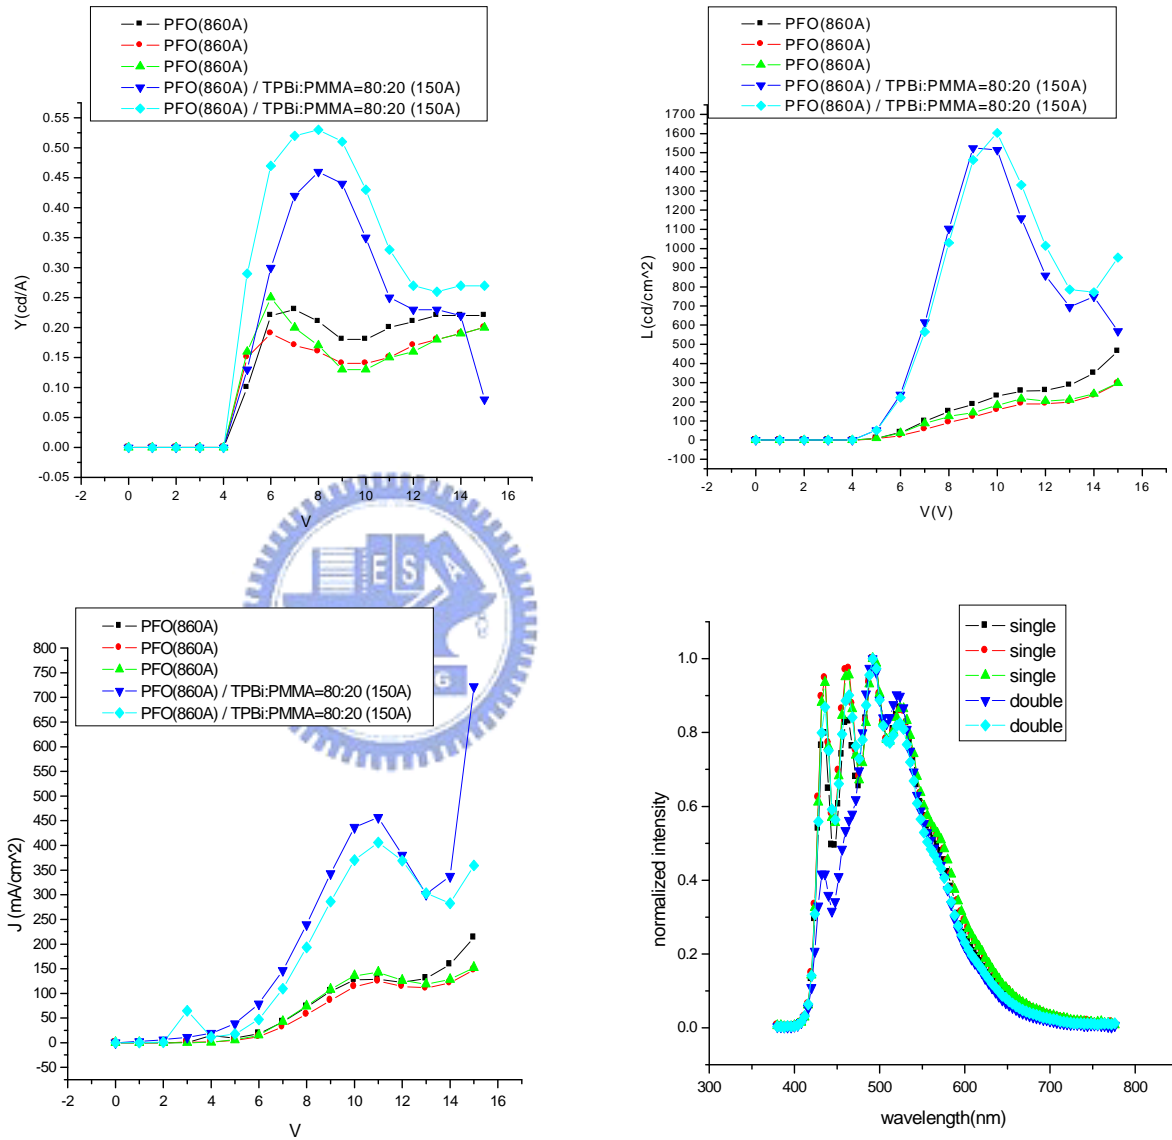 PFO(860A)
PFO(860A)
PFO(860A)
PFO(860A) / TPBi:PMMA=80:20 (150A)
PFO(860A) / TPBi:PMMA=80:20 (150A)
Y(cd/A)
0.55
0.50
0.45
0.40
0.35
0.30
0.25
0.20
0.15
0.10
0.05
0.00
-0.05
-2 0 2 4 6 8 10 12 14 16
V
PFO(860A)
PFO(860A)
PFO(860A)
PFO(860A) / TPBi:PMMA=80:20 (150A)
PFO(860A) / TPBi:PMMA=80:20 (150A)
L(cd/cm^2)
1700
1600
1500
1400
1300
1200
1100
1000
900
800
700
600
500
400
300
200
100
0
-100
-2 0 2 4 6 8 10 12 14 16
V(V)
E S A
G
PFO(860A)
PFO(860A)
PFO(860A)
PFO(860A) / TPBi:PMMA=80:20 (150A)
PFO(860A) / TPBi:PMMA=80:20 (150A)
J (mA/cm^2)
800
750
700
650
600
550
500
450
400
350
300
250
200
150
100
50
0
-50
-2 0 2 4 6 8 10 12 14 16
V
single
single
single
double
double
normalized intensity
1.0
0.8
0.6
0.4
0.2
0.0
300 400 500 600 700 800
wavelength(nm)